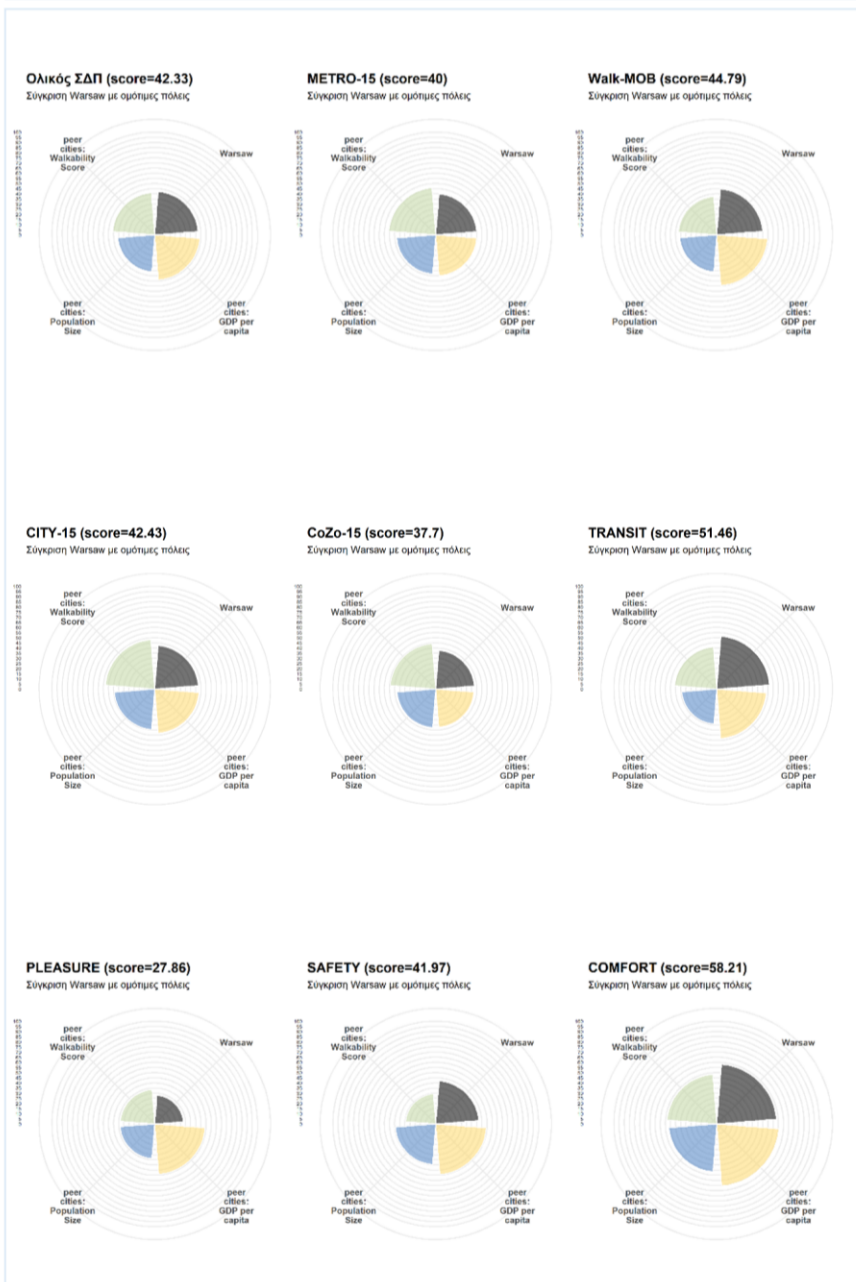 Ολικός ΣΔΠ (score=42.33)
Σύγκριση Warsaw με ομότιμες πόλεις
peer
cities:
Walkability
Score
Warsaw
peer
cities:
Population
Size
peer
cities:
GDP per
capita
METRO-15 (score=40)
Σύγκριση Warsaw με ομότιμες πόλεις
peer
cities:
Walkability
Score
Warsaw
peer
cities:
Population
Size
peer
cities:
GDP per
capita
Walk-MOB (score=44.79)
Σύγκριση Warsaw με ομότιμες πόλεις
peer
cities:
Walkability
Score
Warsaw
peer
cities:
Population
Size
peer
cities:
GDP per
capita
CITY-15 (score=42.43)
Σύγκριση Warsaw με ομότιμες πόλεις
peer
cities:
Walkability
Score
Warsaw
peer
cities:
Population
Size
peer
cities:
GDP per
capita
CoZo-15 (score=37.7)
Σύγκριση Warsaw με ομότιμες πόλεις
peer
cities:
Walkability
Score
Warsaw
peer
cities:
Population
Size
peer
cities:
GDP per
capita
TRANSIT (score=51.46)
Σύγκριση Warsaw με ομότιμες πόλεις
peer
cities:
Walkability
Score
Warsaw
peer
cities:
Population
Size
peer
cities:
GDP per
capita
PLEASURE (score=27.86)
Σύγκριση Warsaw με ομότιμες πόλεις
peer
cities:
Walkability
Score
Warsaw
peer
cities:
Population
Size
peer
cities:
GDP per
capita
SAFETY (score=41.97)
Σύγκριση Warsaw με ομότιμες πόλεις
peer
cities:
Walkability
Score
Warsaw
peer
cities:
Population
Size
peer
cities:
GDP per
capita
COMFORT (score=58.21)
Σύγκριση Warsaw με ομότιμες πόλεις
peer
cities:
Walkability
Score
Warsaw
peer
cities:
Population
Size
peer
cities:
GDP per
capita